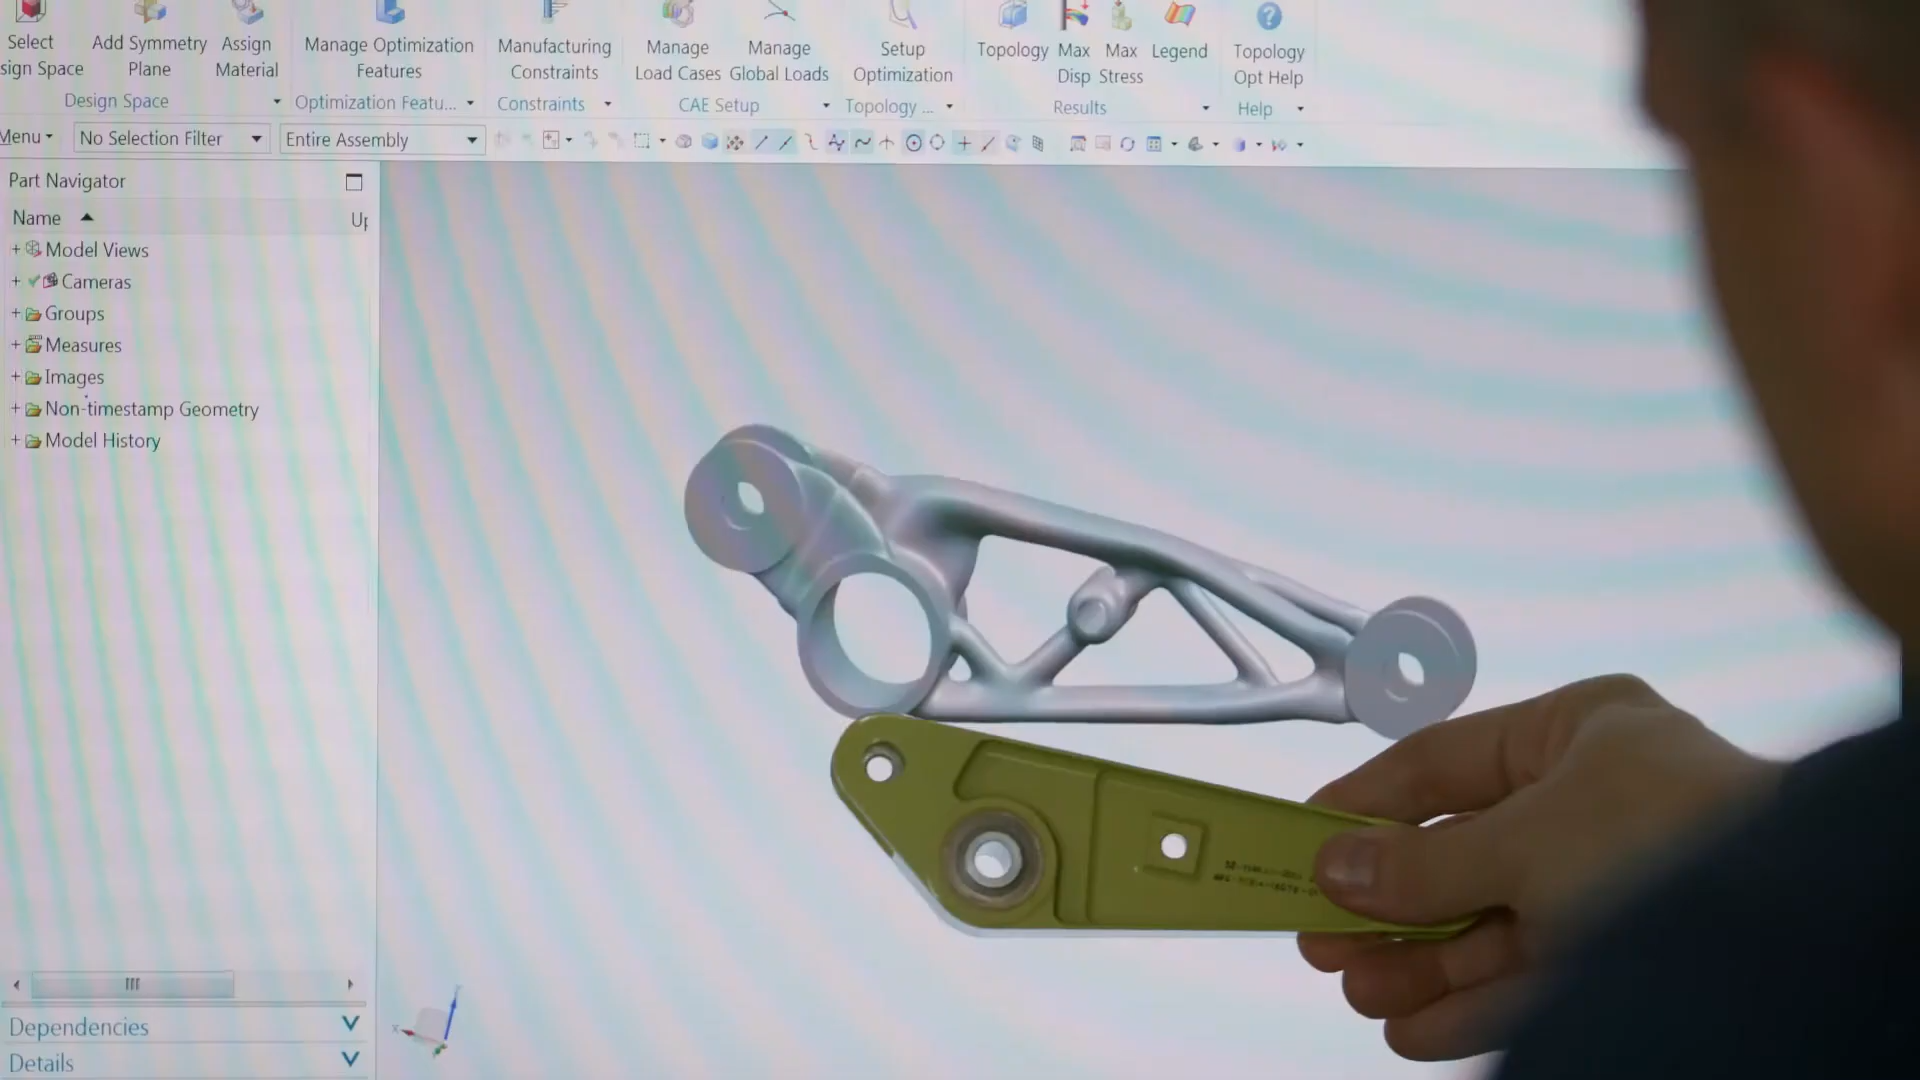 Select
sign Space
Add Symmetry
Plane
Assign
Material
Manage Optimization
Features
Manufacturing
Constraints
Manage
Load Cases
Manage
Global Loads
Setup
Optimization
Topology
Max
Disp
Max
Stress
Legend
Topology
Opt Help
Design Space
Optimization Featu...
Constraints
CAE Setup
Topology ...
Results
Help
Menu
No Selection Filter
Entire Assembly
Part Navigator
Name
Model Views
Cameras
Groups
Measures
Images
Non-timestamp Geometry
Model History
Dependencies
Details